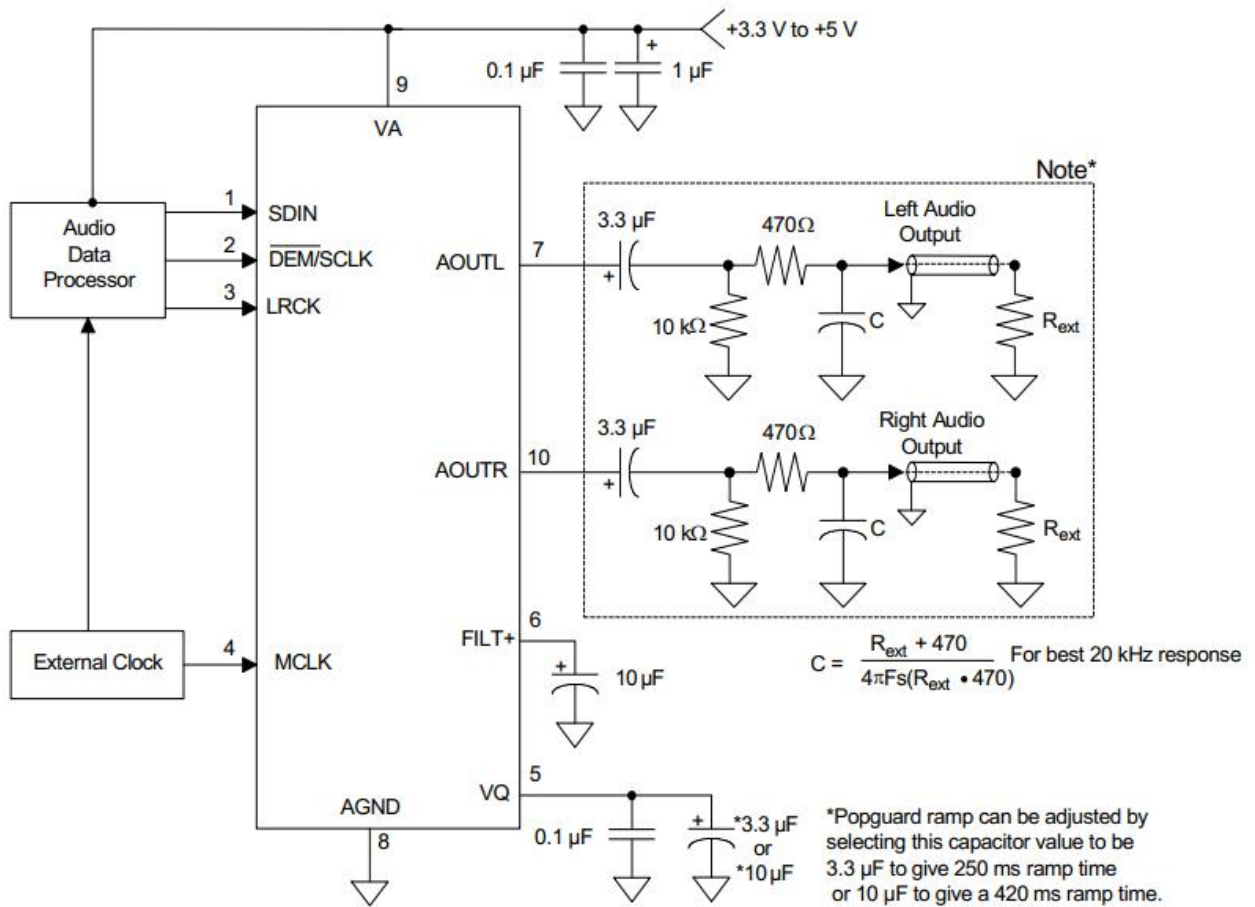 +3.3 V to +5 V
0.1 µF
+
1 µF
9
VA
Note*
Audio
Data
Processor
1
SDIN
2
DEM/SCLK
3
LRCK
AOUTL
7
3.3 µF
+
470Ω
Left Audio
Output
10 kΩ
C
Rext
AOUTR
10
3.3 µF
+
470Ω
Right Audio
Output
10 kΩ
C
Rext
External Clock
4
MCLK
FILT+
6
+
10 µF
C = Rext + 470
4πFs(Rext • 470)
For best 20 kHz response
VQ
5
AGND
8
0.1 µF
+
*3.3 µF
or
*10 µF
*Popguard ramp can be adjusted by
selecting this capacitor value to be
3.3 µF to give 250 ms ramp time
or 10 µF to give a 420 ms ramp time.